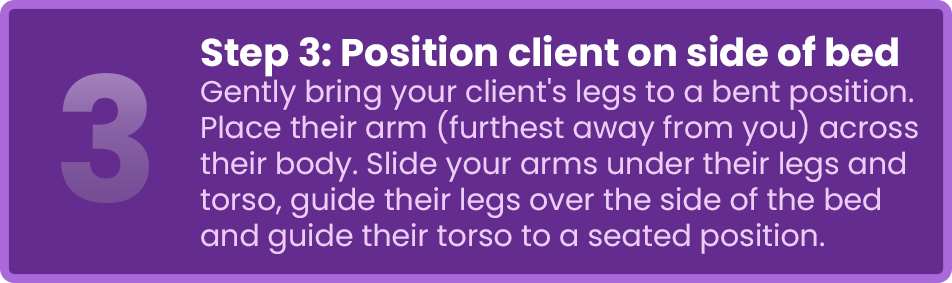 3
Step 3: Position client on side of bed
Gently bring your client's legs to a bent position.
Place their arm (furthest away from you) across
their body. Slide your arms under their legs and
torso, guide their legs over the side of the bed
and guide their torso to a seated position.